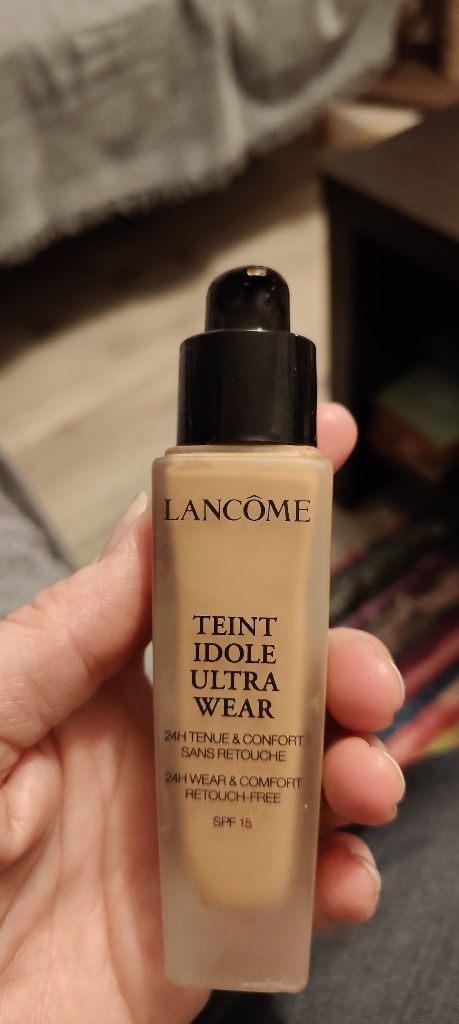 LANCÔME
TEINT
IDOLE
ULTRA
WEAR
24H TENUE & CONFORT
SANS RETOUCHE
24H WEAR & COMFORT
RETOUCH-FREE
SPF 15